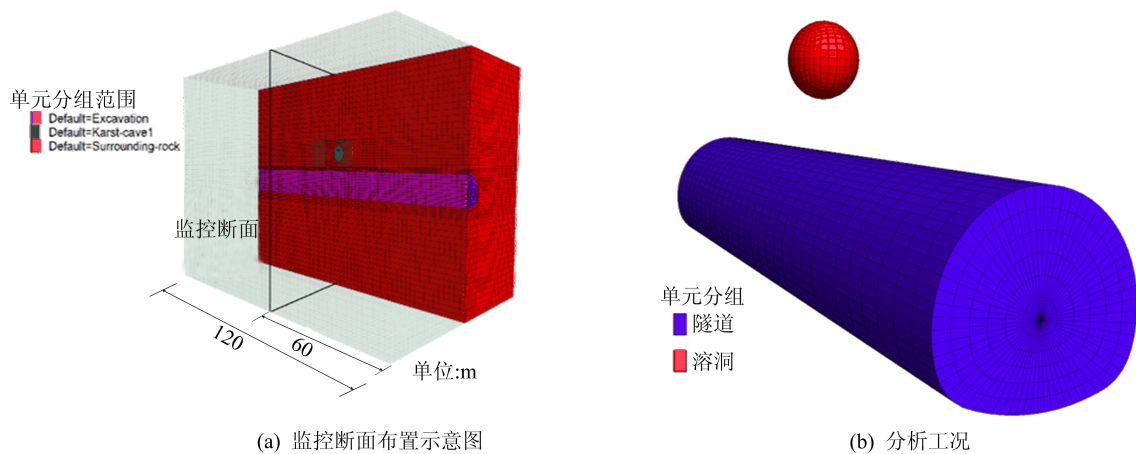 单元分组范围
Default=Excavation
Default=Karst-cave1
Default=Surrounding-rock
监控断面
120
60
单位:m
(a) 监控断面布置示意图
单元分组
隧道
溶洞
(b) 分析工况